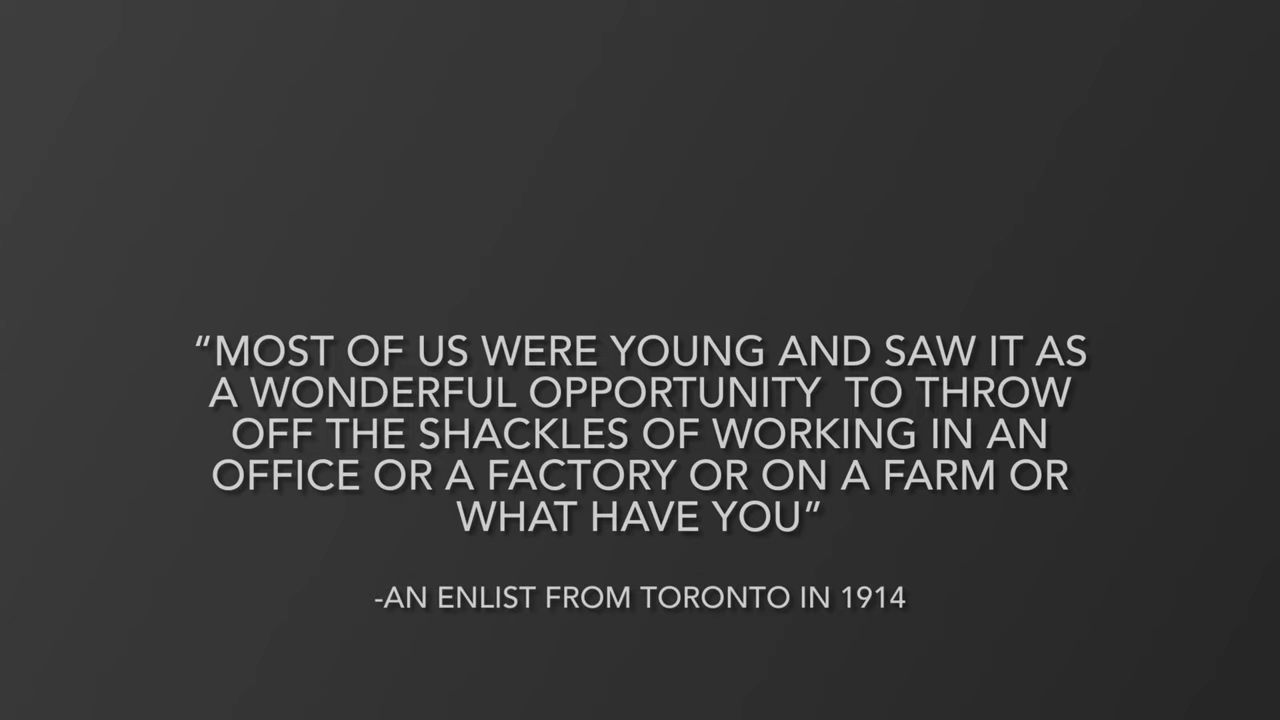 “MOST OF US WERE YOUNG AND SAW IT AS
A WONDERFUL OPPORTUNITY  TO THROW
OFF THE SHACKLES OF WORKING IN AN
OFFICE OR A FACTORY OR ON A FARM OR
WHAT HAVE YOU”
-AN ENLIST FROM TORONTO IN 1914